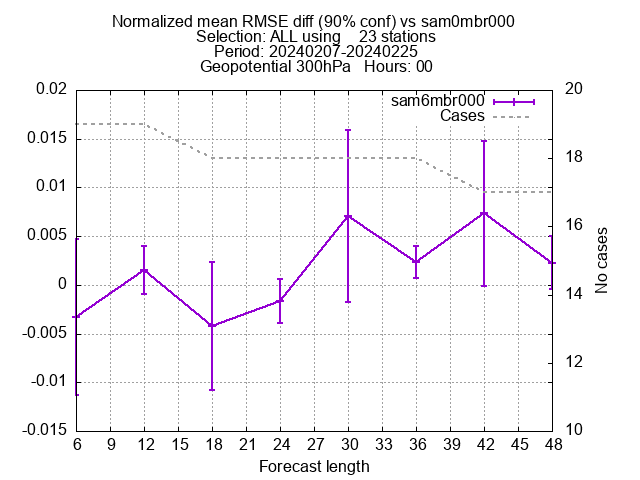 Normalized mean RMSE diff (90% conf) vs sam0mbr000
Selection: ALL using    23 stations
Period: 20240207-20240225
Geopotential 300hPa   Hours: 00
sam6mbr000
Cases
0.02
0.015
0.01
0.005
0
-0.005
-0.01
-0.015
20
18
16
14
12
10
No cases
6 9 12 15 18 21 24 27 30 33 36 39 42 45 48
Forecast length